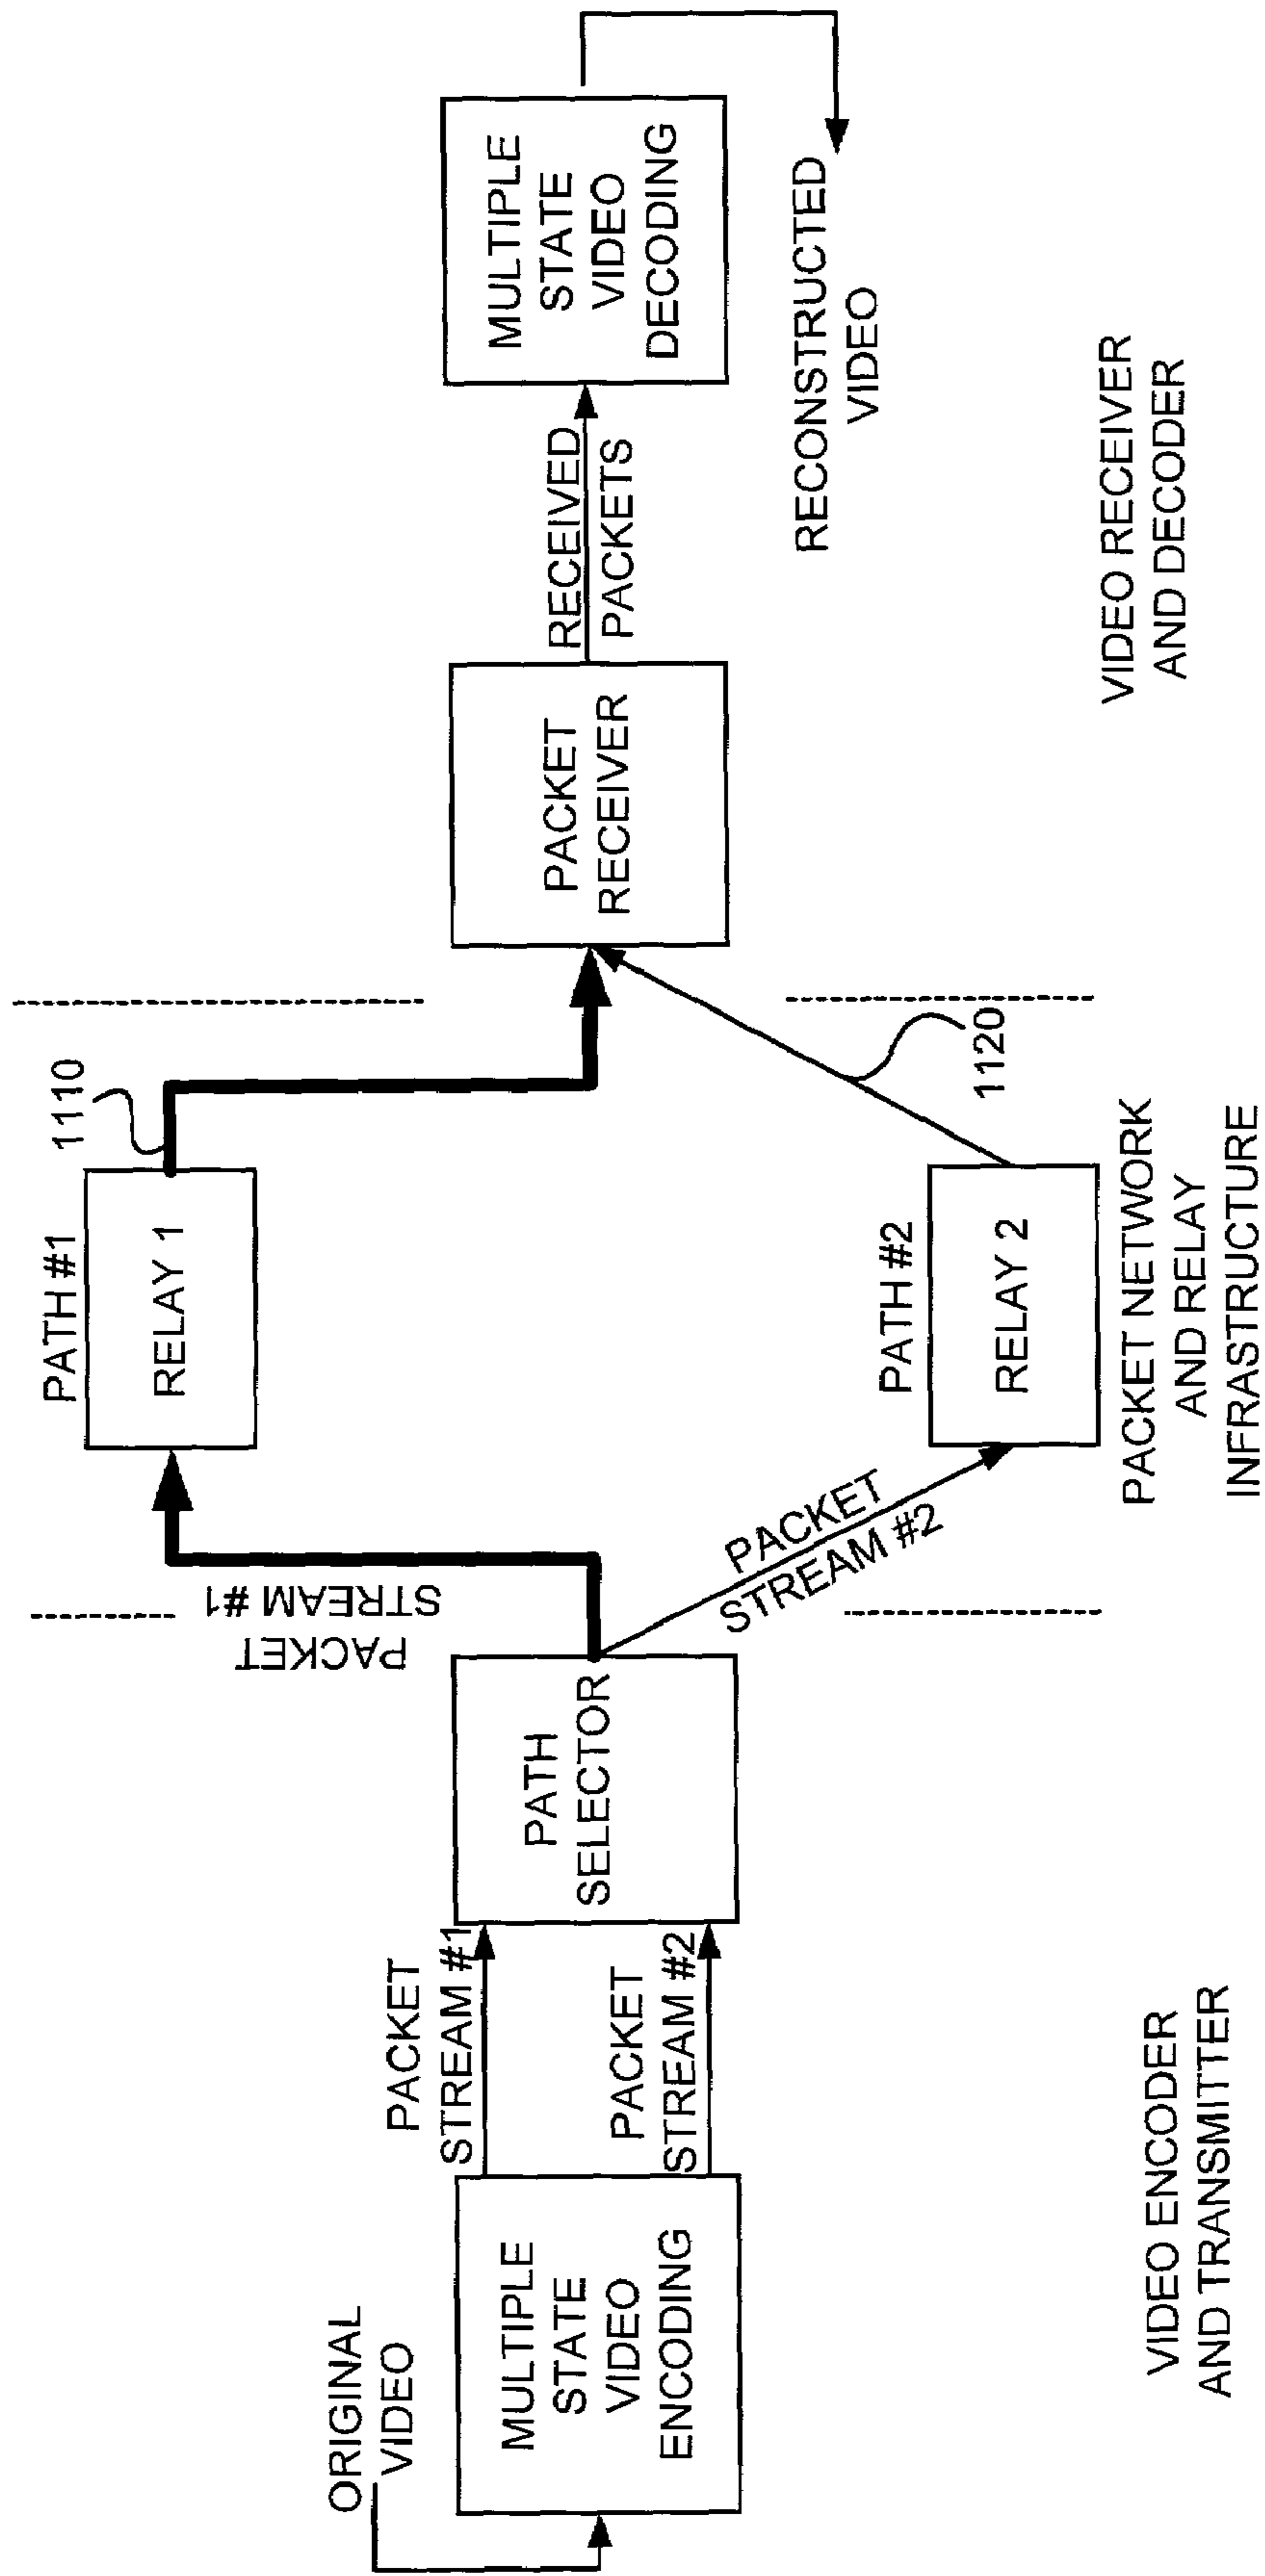 ORIGINAL
VIDEO
MULTIPLE
STATE
VIDEO
ENCODING
PACKET
STREAM #1
PACKET
STREAM #2
VIDEO ENCODER
AND TRANSMITTER
PATH
SELECTOR
PACKET
STREAM #1
PACKET
STREAM #2
PATH #1
RELAY 1
1110
PATH #2
RELAY 2
1120
PACKET NETWORK
AND RELAY
INFRASTRUCTURE
PACKET
RECEIVER
RECEIVED
PACKETS
MULTIPLE
STATE
VIDEO
DECODING
RECONSTRUCTED
VIDEO
VIDEO RECEIVER
AND DECODER